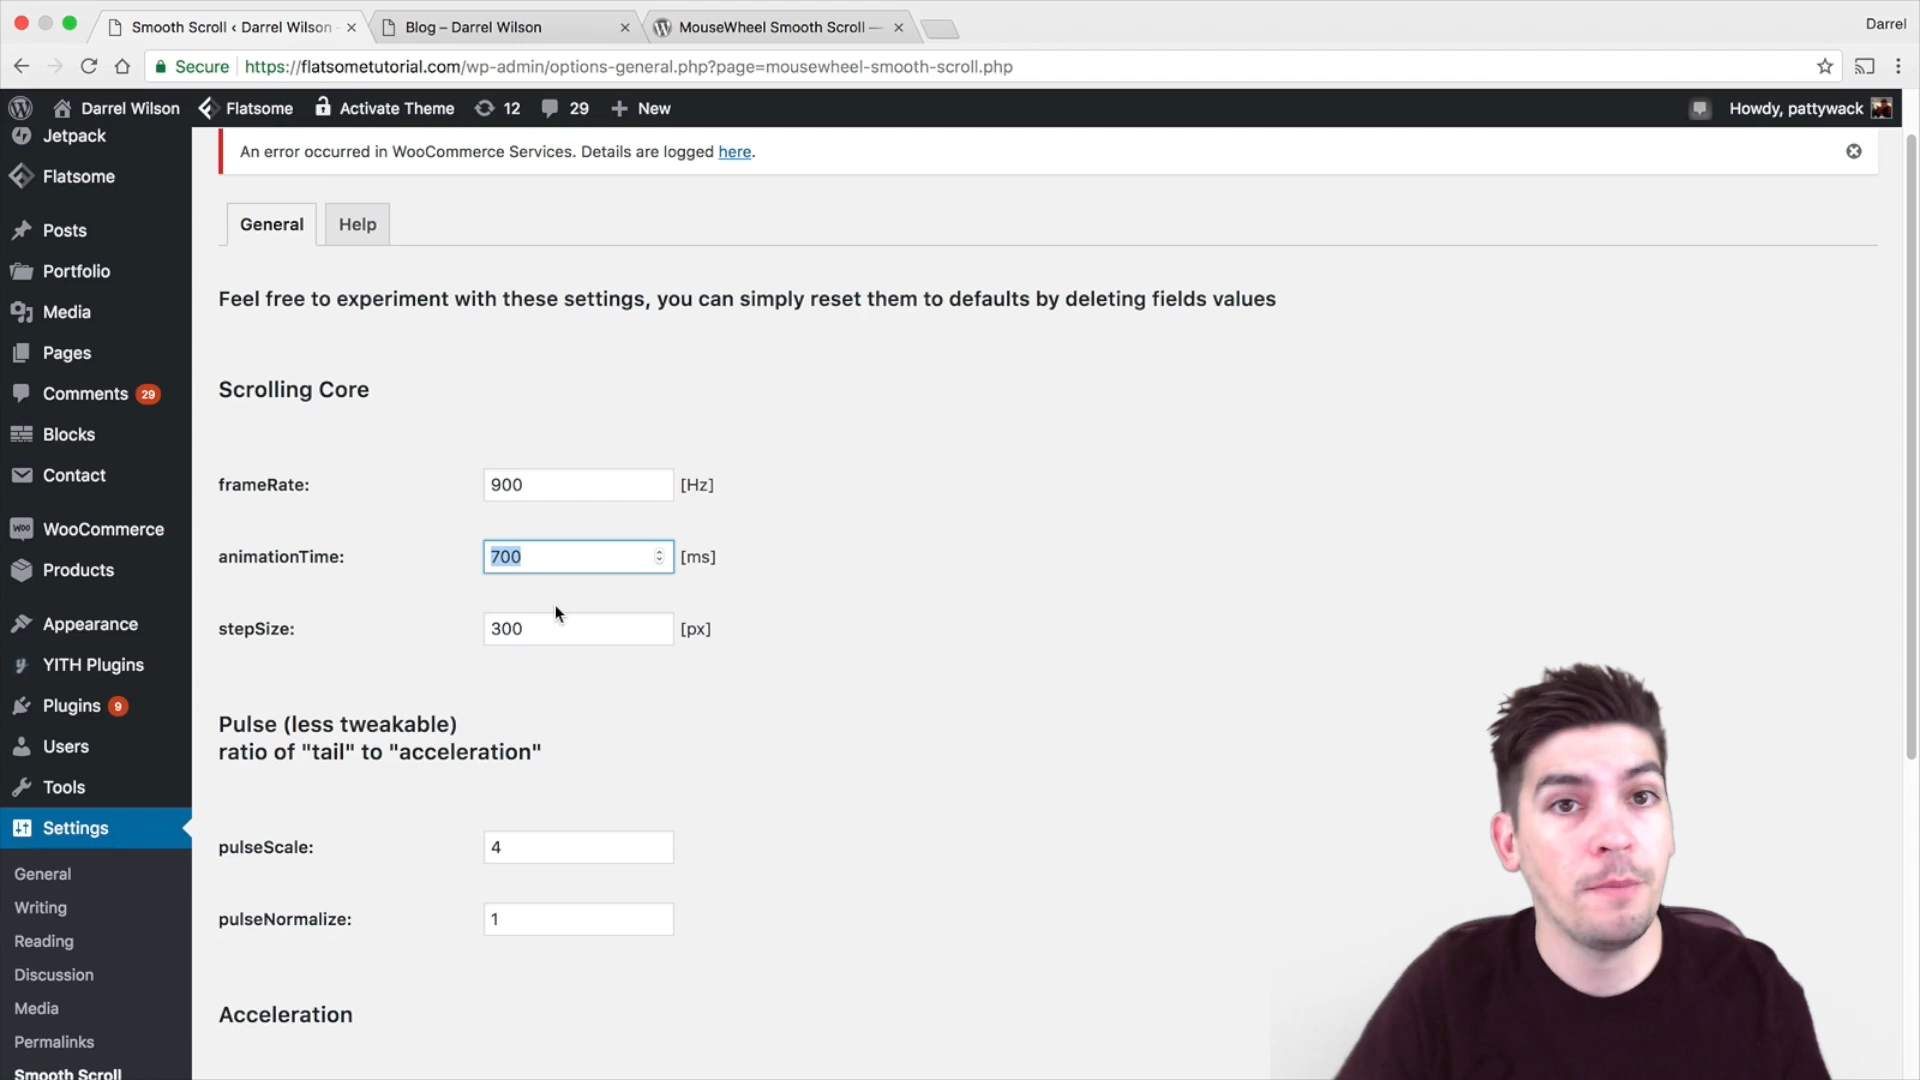 Smooth Scroll ‹ Darrel Wilson
Blog – Darrel Wilson
MouseWheel Smooth Scroll —
Darrel
Secure https://flatsometutorial.com/wp-admin/options-general.php?page=mousewheel-smooth-scroll.php
Darrel Wilson Flatsome Activate Theme 12 29 New Howdy, pattywack
Jetpack
Flatsome
Posts
Portfolio
Media
Pages
Comments 29
Blocks
Contact
WooCommerce
Products
Appearance
YITH Plugins
Plugins 9
Users
Tools
Settings
General
Writing
Reading
Discussion
Media
Permalinks
Smooth Scroll
An error occurred in WooCommerce Services. Details are logged here.
General Help
Feel free to experiment with these settings, you can simply reset them to defaults by deleting fields values
Scrolling Core
frameRate: 900 [Hz]
animationTime: 700 [ms]
stepSize: 300 [px]
Pulse (less tweakable)
ratio of "tail" to "acceleration"
pulseScale: 4
pulseNormalize: 1
Acceleration